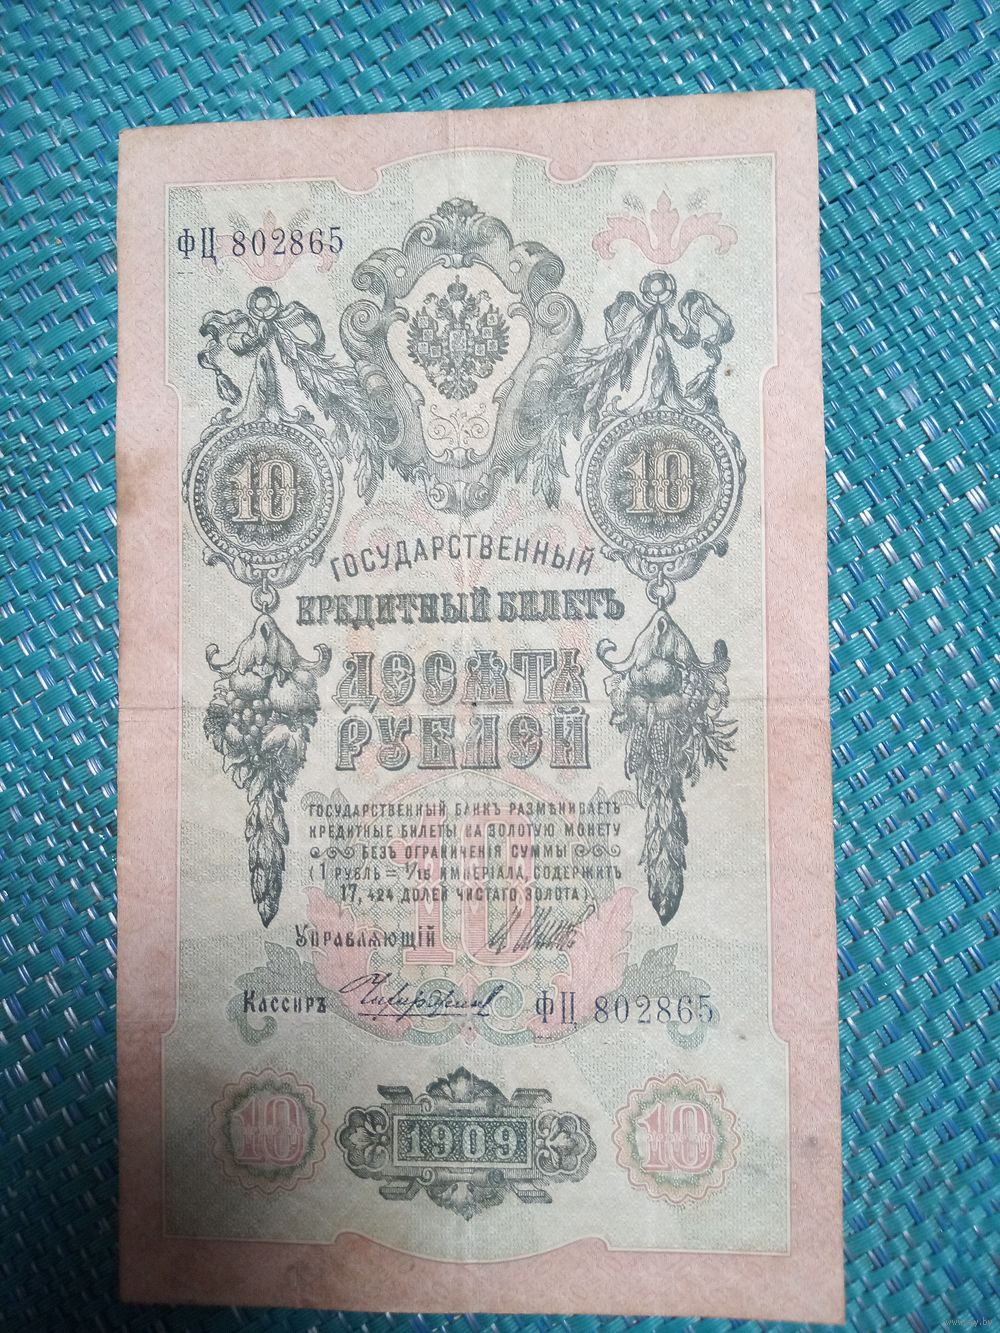 ФЦ 802865
10 10
ГОСУДАРСТВЕННЫЙ
КРЕДИТНЫЙ БИЛЕТЪ
ДЕСЯТЬ
РУБЛЕЙ
ГОСУДАРСТВЕННЫЙ БАНКЪ РАЗМѢНИВАЕТЪ
КРЕДИТНЫЕ БИЛЕТЫ НА ЗОЛОТУЮ МОНЕТУ
БЕЗЪ ОГРАНИЧЕНІЯ СУММЫ
(1 РУБЛЬ = 1/15 ИМПЕРІАЛА, СОДЕРЖИТЪ
17,424 ДОЛЕЙ ЧИСТАГО ЗОЛОТА).
10
Управляющій
Кассиръ
ФЦ 802865
10 1909 10